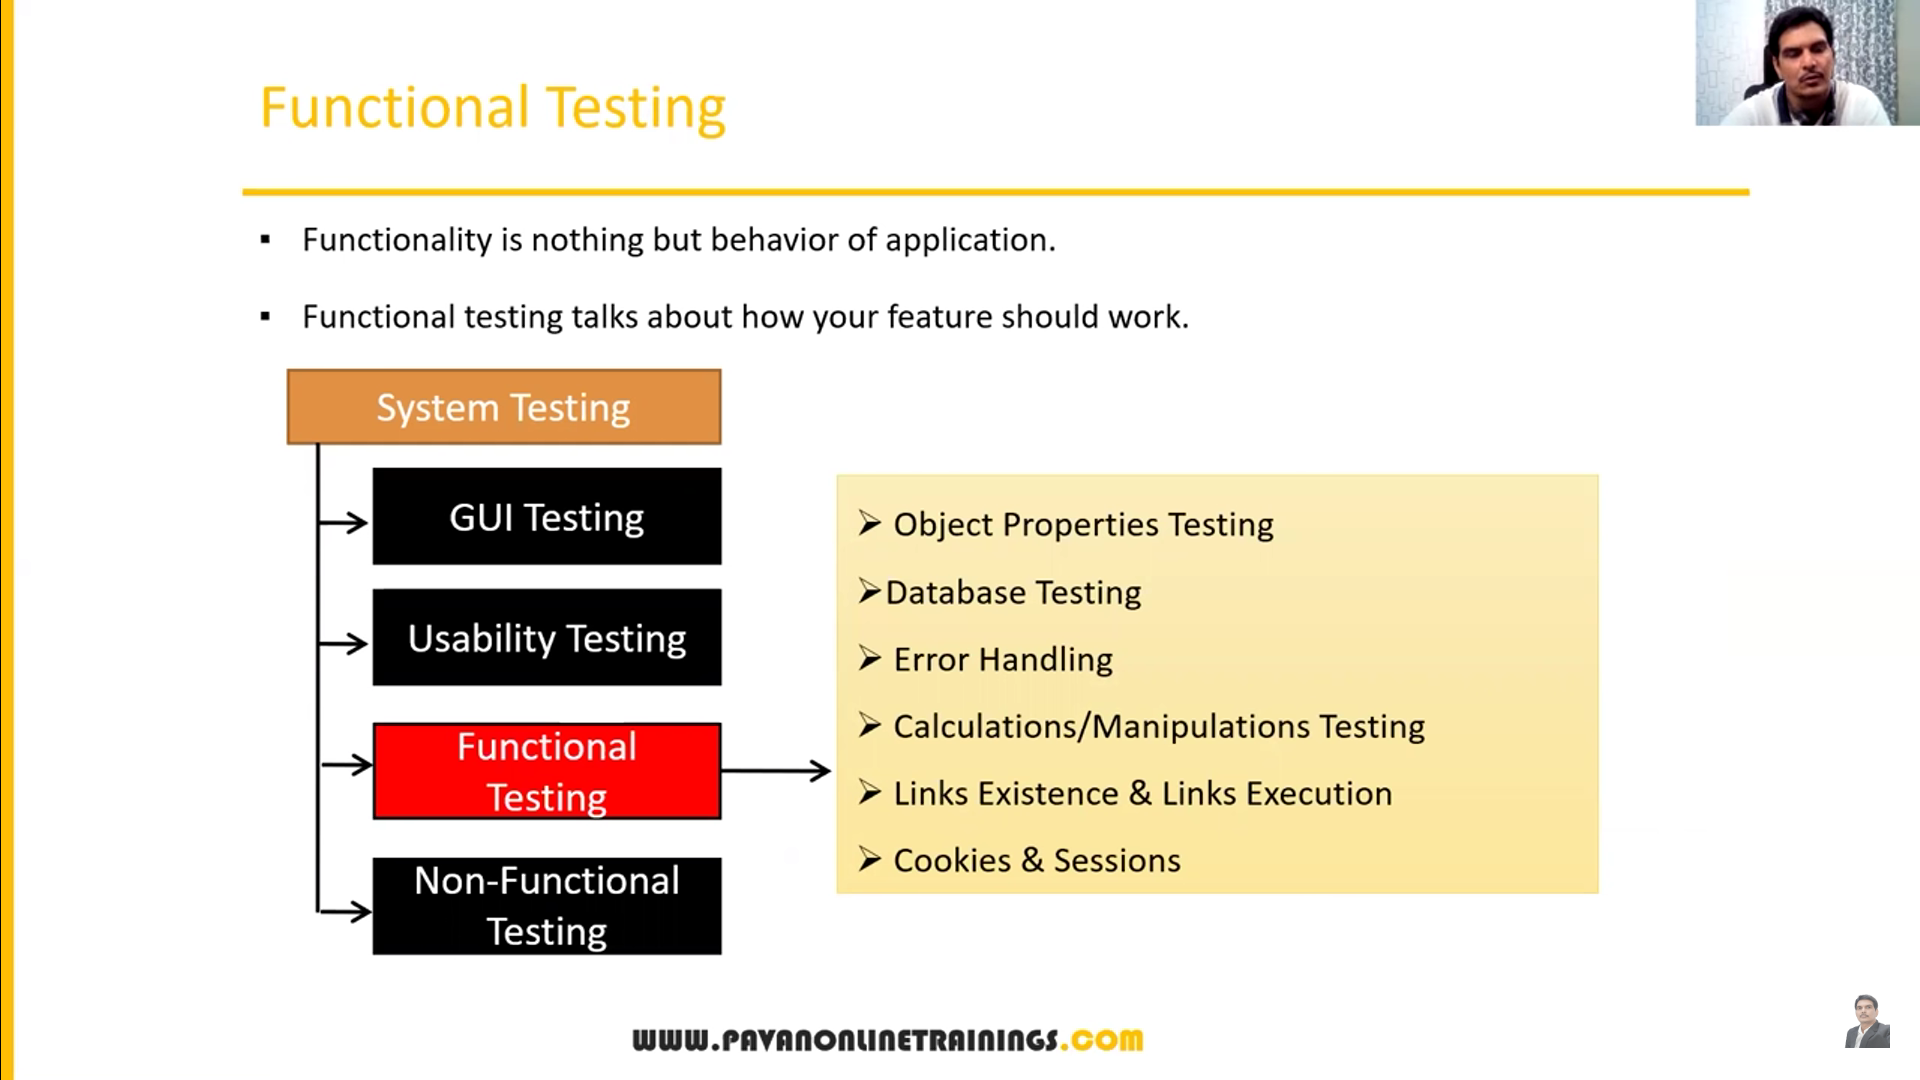 Functional Testing
▪ Functionality is nothing but behavior of application.
▪ Functional testing talks about how your feature should work.
System Testing
GUI Testing
Usability Testing
Functional
Testing
Non-Functional
Testing
➢ Object Properties Testing
➢Database Testing
➢ Error Handling
➢ Calculations/Manipulations Testing
➢ Links Existence & Links Execution
➢ Cookies & Sessions
WWW.PAVANONLINETRAININGS.COM